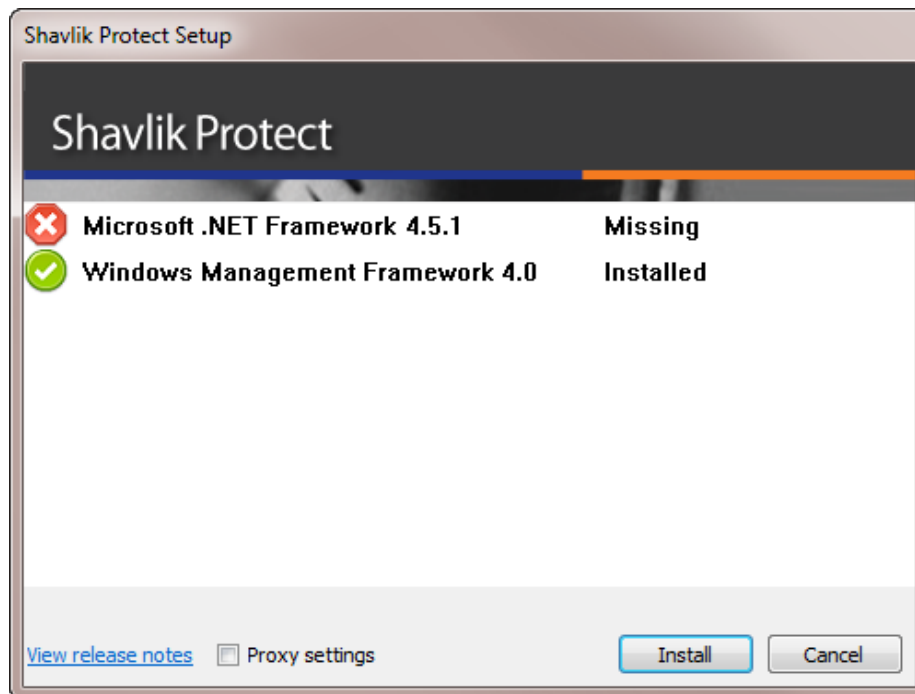 Shavlik Protect Setup
Shavlik Protect
Microsoft .NET Framework 4.5.1 Missing
Windows Management Framework 4.0 Installed
View release notes Proxy settings Install Cancel